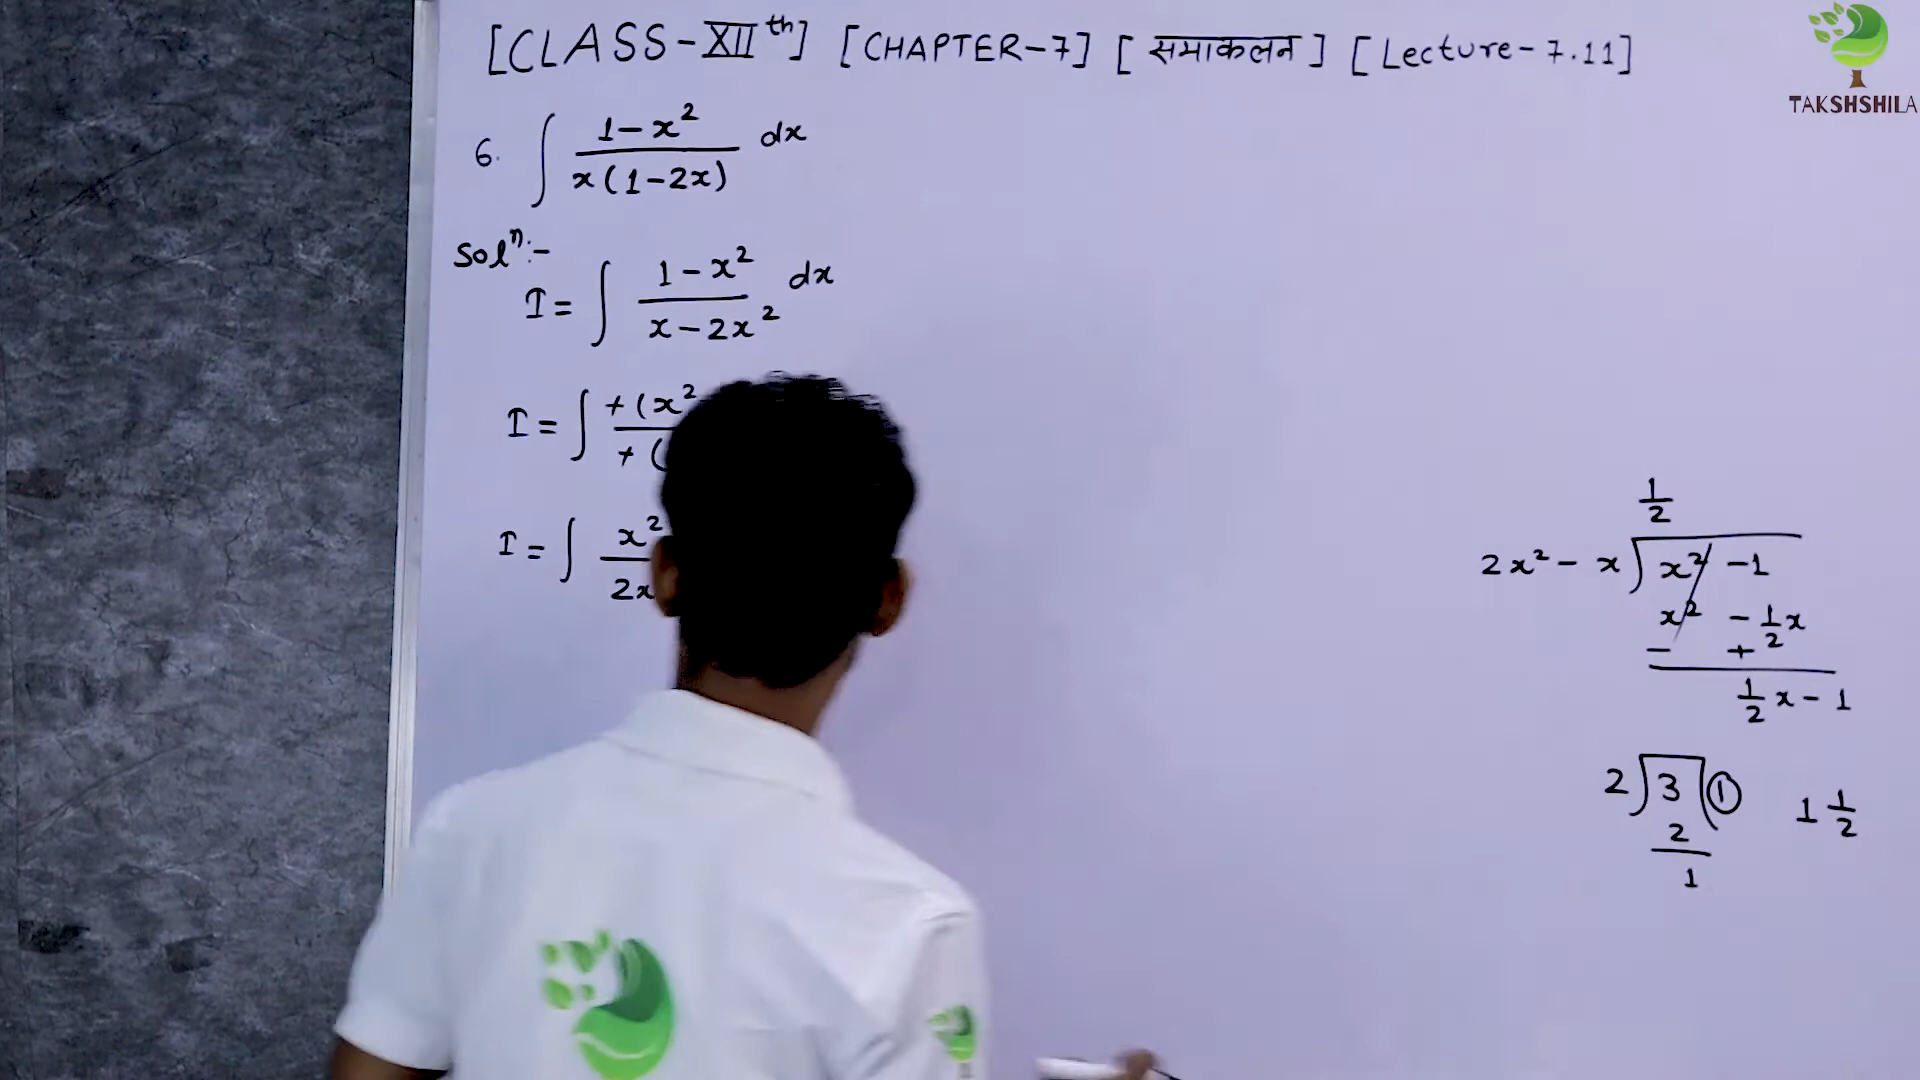 [CLASS-XIIth] [CHAPTER-7] [समाकलन] [Lecture-7.11]
TAKSHSHILA
6. ∫ (1-x²)/(x(1-2x)) dx
Solⁿ:-
I = ∫ (1-x²)/(x-2x²) dx
I = ∫ +(x² / +(
I = ∫ x² / 2x
1/2
2x² - x ) x² -1
x² - 1/2 x
- +
1/2 x - 1
2 ) 3 ( 1 1 1/2
2
1